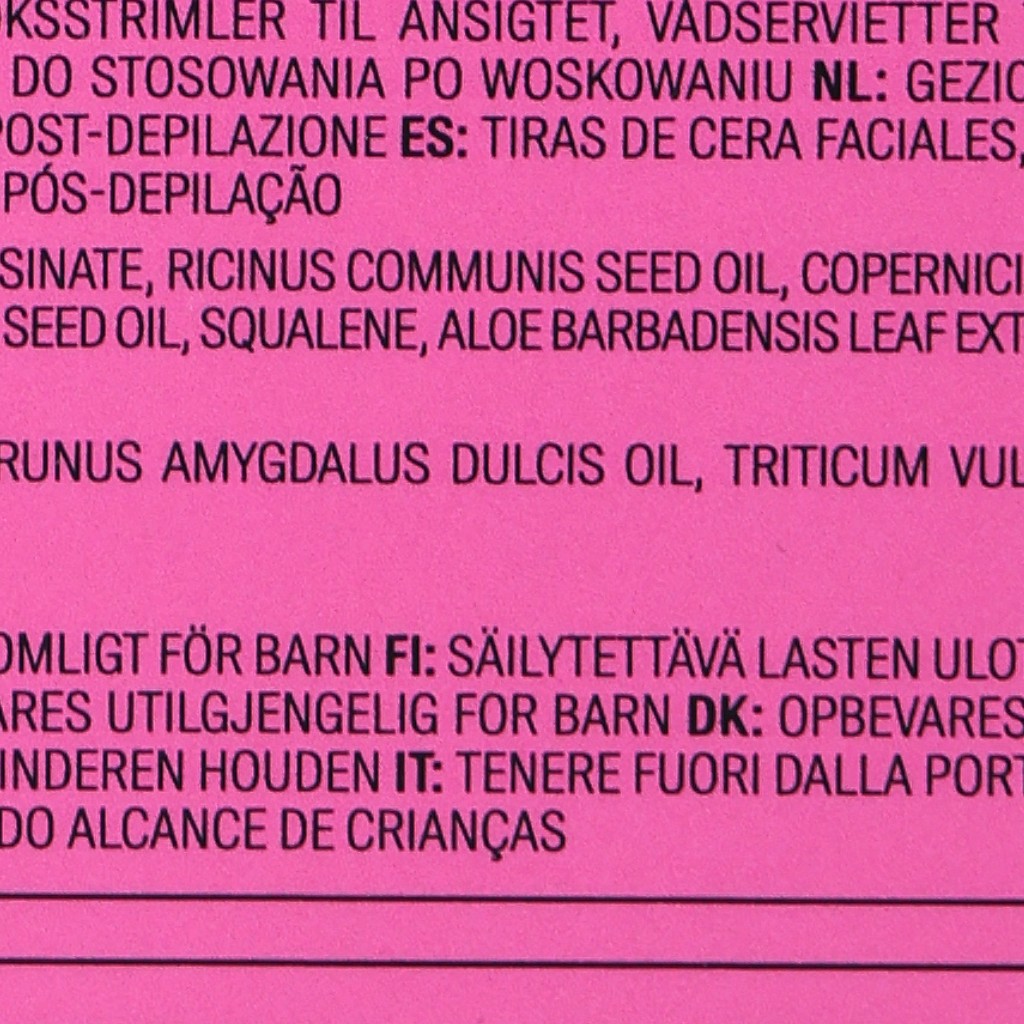 OKSSTRIMLER TIL ANSIGTET, VÅDSERVIETTER
DO STOSOWANIA PO WOSKOWANIU NL: GEZIC
POST-DEPILAZIONE ES: TIRAS DE CERA FACIALES,
PÓS-DEPILAÇÃO
SINATE, RICINUS COMMUNIS SEED OIL, COPERNICI
SEED OIL, SQUALENE, ALOE BARBADENSIS LEAF EXT
RUNUS AMYGDALUS DULCIS OIL, TRITICUM VUL
OMLIGT FÖR BARN FI: SÄILYTETTÄVÄ LASTEN ULOT
ARES UTILGJENGELIG FOR BARN DK: OPBEVARES
INDEREN HOUDEN IT: TENERE FUORI DALLA PORT
DO ALCANCE DE CRIANÇAS